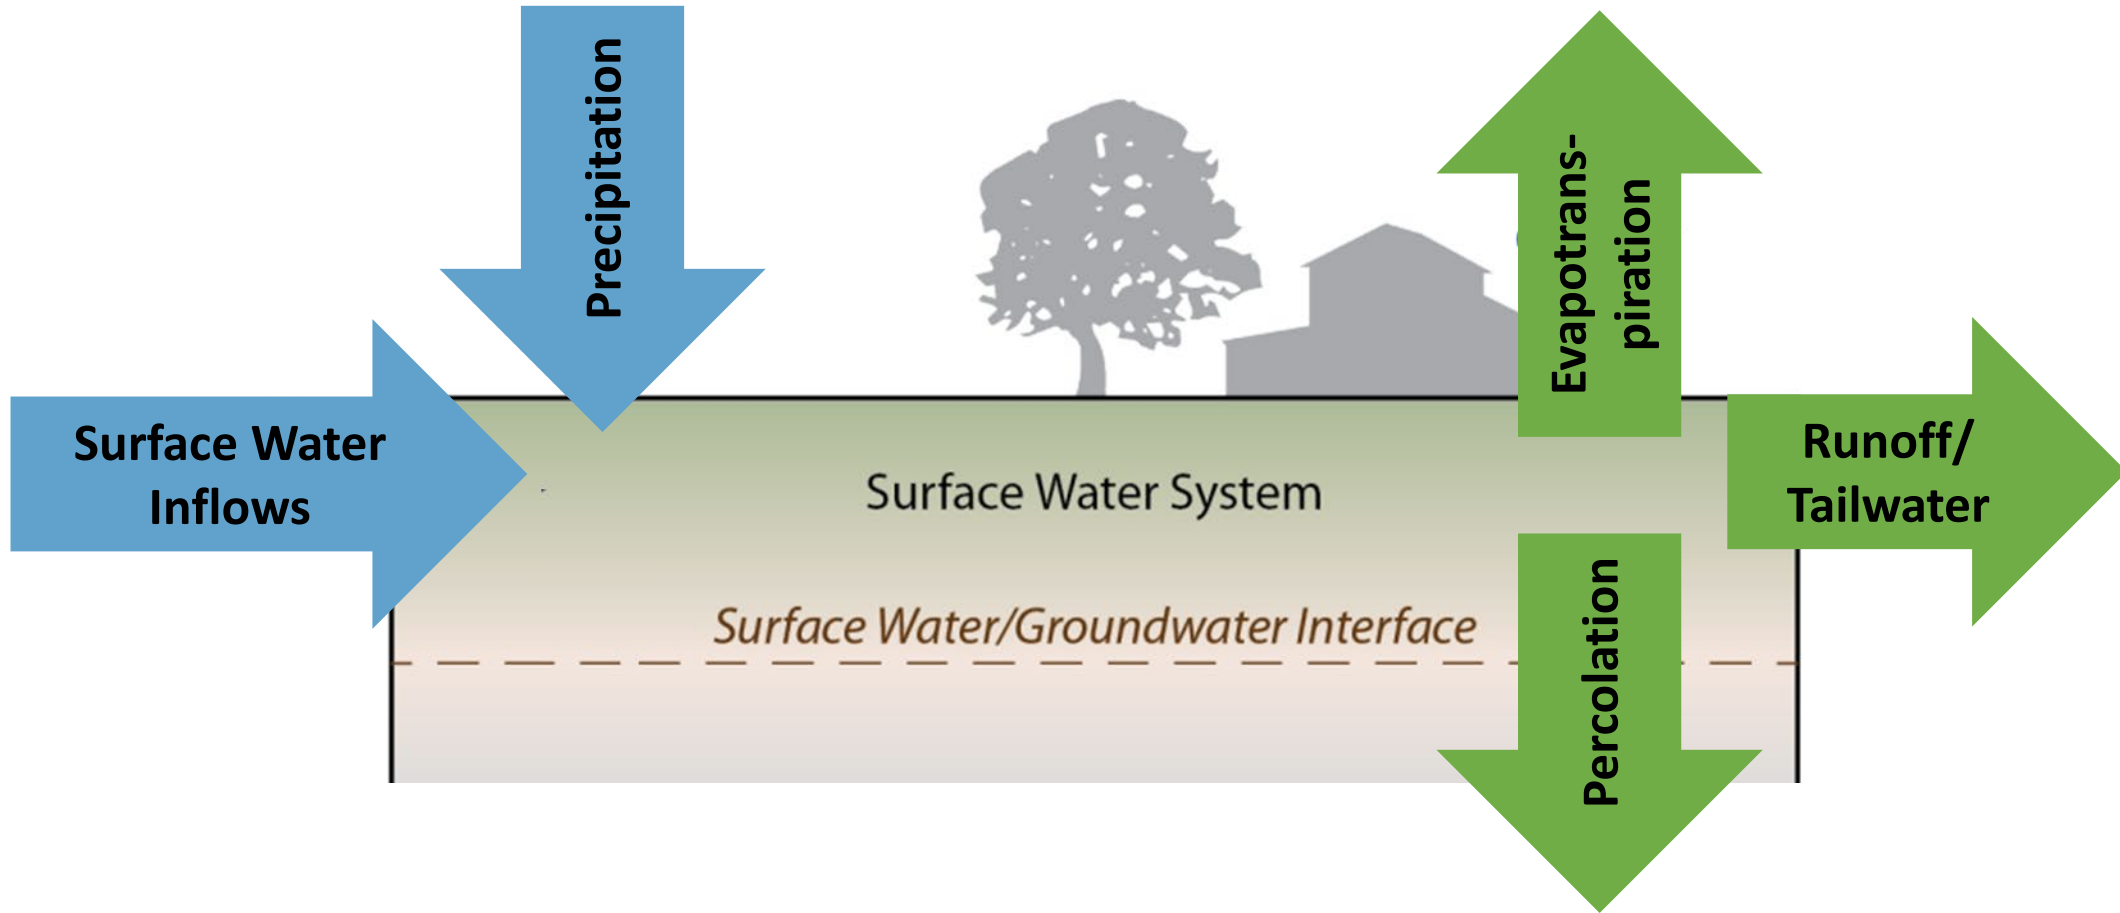 Precipitation
Evapotrans-
piration
Surface Water
Inflows
Runoff/
Tailwater
Surface Water System
Surface Water/Groundwater Interface
Percolation